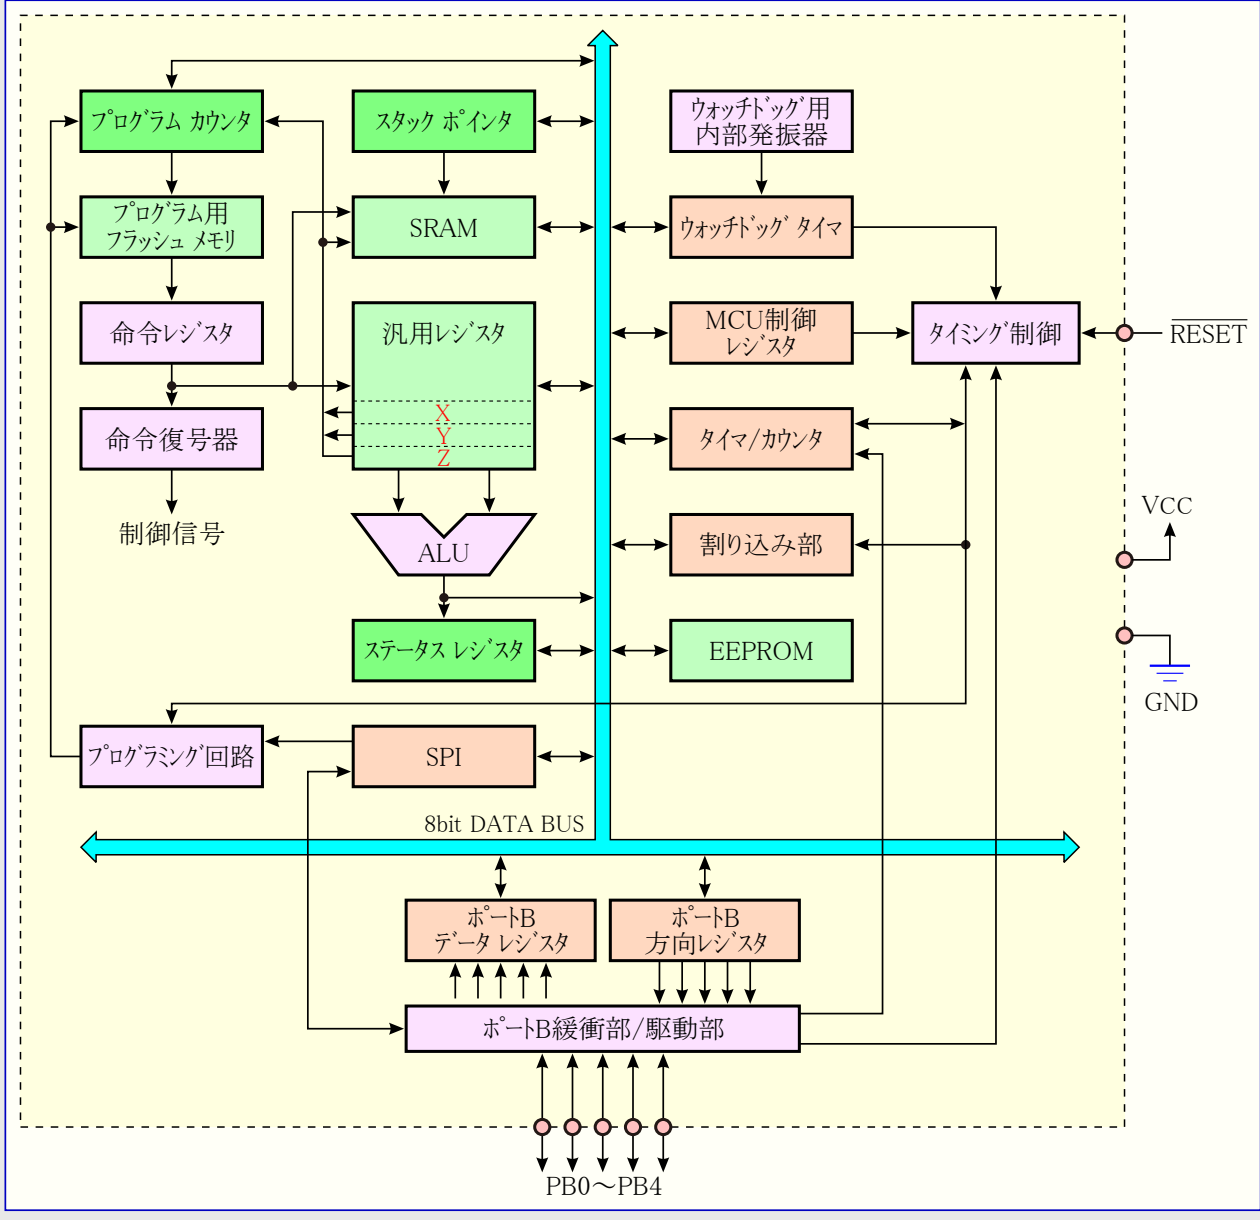 プログラム カウンタ
スタック ポインタ
ウォッチドッグ用
内部発振器
プログラム用
フラッシュ メモリ
SRAM
ウォッチドッグ タイマ
命令レジスタ
汎用レジスタ
MCU制御
レジスタ
タイミング制御
RESET
X
Y
Z
命令復号器
タイマ/カウンタ
制御信号
ALU
割り込み部
VCC
ステータス レジスタ
EEPROM
GND
プログラミング回路
SPI
8bit DATA BUS
ポートB
データ レジスタ
ポートB
方向レジスタ
ポートB緩衝部/駆動部
PB0～PB4